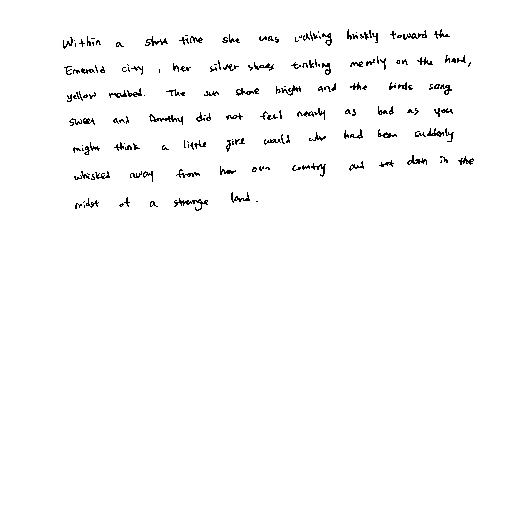 Within a short time she was walking briskly toward the
Emerald City, her silver shoes tinkling merrily on the hard,
yellow roadbed. The sun shone bright and the birds sang
sweet and Dorothy did not feel nearly as bad as you
might think a little girl would who had been suddenly
whisked away from her own country and set down in the
midst of a strange land.